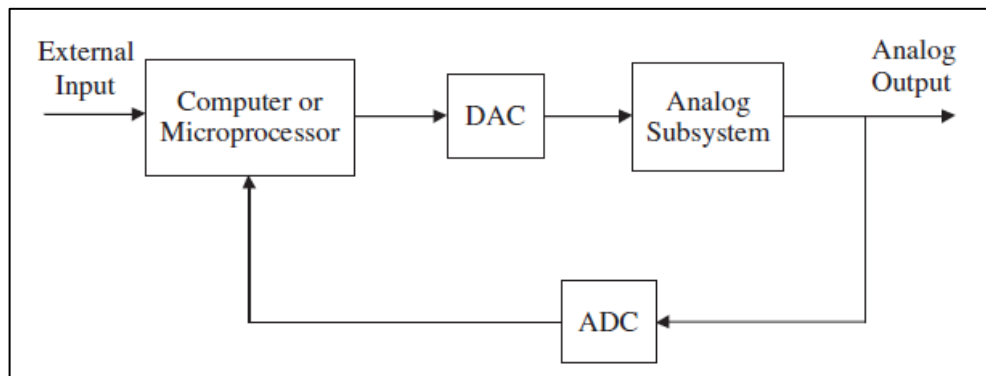 External
Input
Computer or
Microprocessor
DAC
Analog
Subsystem
Analog
Output
ADC